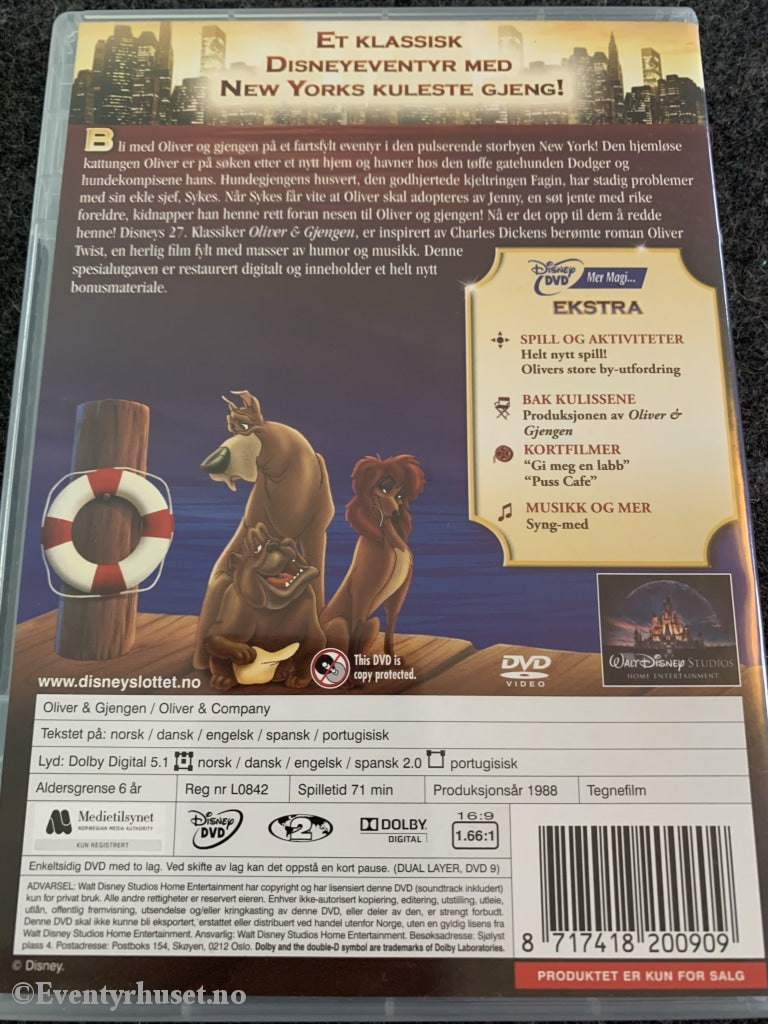 Et klassisk
Disneyeventyr med
New Yorks kuleste gjeng!
Bli med Oliver og gjengen på et fartsfylt eventyr i den pulserende storbyen New York! Den hjemløse
kattungen Oliver er på søken etter et nytt hjem og havner hos den tøffe gatehunden Dodger og
hundekompisene hans. Hundegjengens husvert, den godhjertede kjeltringen Fagin, har stadig problemer
med sin ekle sjef, Sykes. Når Sykes får vite at Oliver skal adopteres av Jenny, en søt jente med rike
foreldre, kidnapper han henne rett foran nesen til Oliver og gjengen! Nå er det opp til dem å redde
henne! Disneys 27. Klassiker Oliver & Gjengen, er inspirert av Charles Dickens berømte roman Oliver
Twist, en herlig film fylt med masser av humor og musikk. Denne
spesialutgaven er restaurert digitalt og inneholder et helt nytt
bonusmateriale.
Disney DVD Mer Magi...
EKSTRA
SPILL OG AKTIVITETER
Helt nytt spill!
Olivers store by-utfordring
BAK KULISSENE
Produksjonen av Oliver &
Gjengen
KORTFILMER
"Gi meg en labb"
"Puss Cafe"
MUSIKK OG MER
Syng-med
www.disneyslottet.no
This DVD is
copy protected.
DVD
VIDEO
Walt Disney Studios
HOME ENTERTAINMENT
Oliver & Gjengen / Oliver & Company
Tekstet på: norsk / dansk / engelsk / spansk / portugisisk
Lyd: Dolby Digital 5.1 norsk / dansk / engelsk / spansk 2.0 portugisisk
Aldersgrense 6 år Reg nr L0842 Spilletid 71 min Produksjonsår 1988 Tegnefilm
Medietilsynet
NORWEGIAN MEDIA AUTHORITY
KUN REGISTRERT
Disney
DVD
2
DOLBY
DIGITAL
16:9
1.66:1
Enkeltsidig DVD med to lag. Ved skifte av lag kan det oppstå en kort pause. (DUAL LAYER, DVD 9)
ADVARSEL: Walt Disney Studios Home Entertainment har copyright og har lisensiert denne DVD (soundtrack inkludert)
kun for privat bruk. Alle andre rettigheter er reservert eieren. Enhver ikke-autorisert kopiering, editering, utstilling, utleie,
utlån, offentlig fremvisning, utsendelse og/eller kringkasting av denne DVD, eller deler av den, er strengt forbudt.
Denne DVD skal ikke kunne bli eksportert, erstattet eller distribuert ved handel utenfor Norge, uten en gyldig lisens fra
Walt Disney Studios Home Entertainment. Ansvarlig: Walt Disney Studios Home Entertainment. Besøksadresse: Sjølyst
plass 4. Postadresse: Postboks 154, Skøyen, 0212 Oslo. Dolby and the double-D symbol are trademarks of Dolby Laboratories.
8 717418 200909
© Disney.
PRODUKTET ER KUN FOR SALG
©Eventyrhuset.no